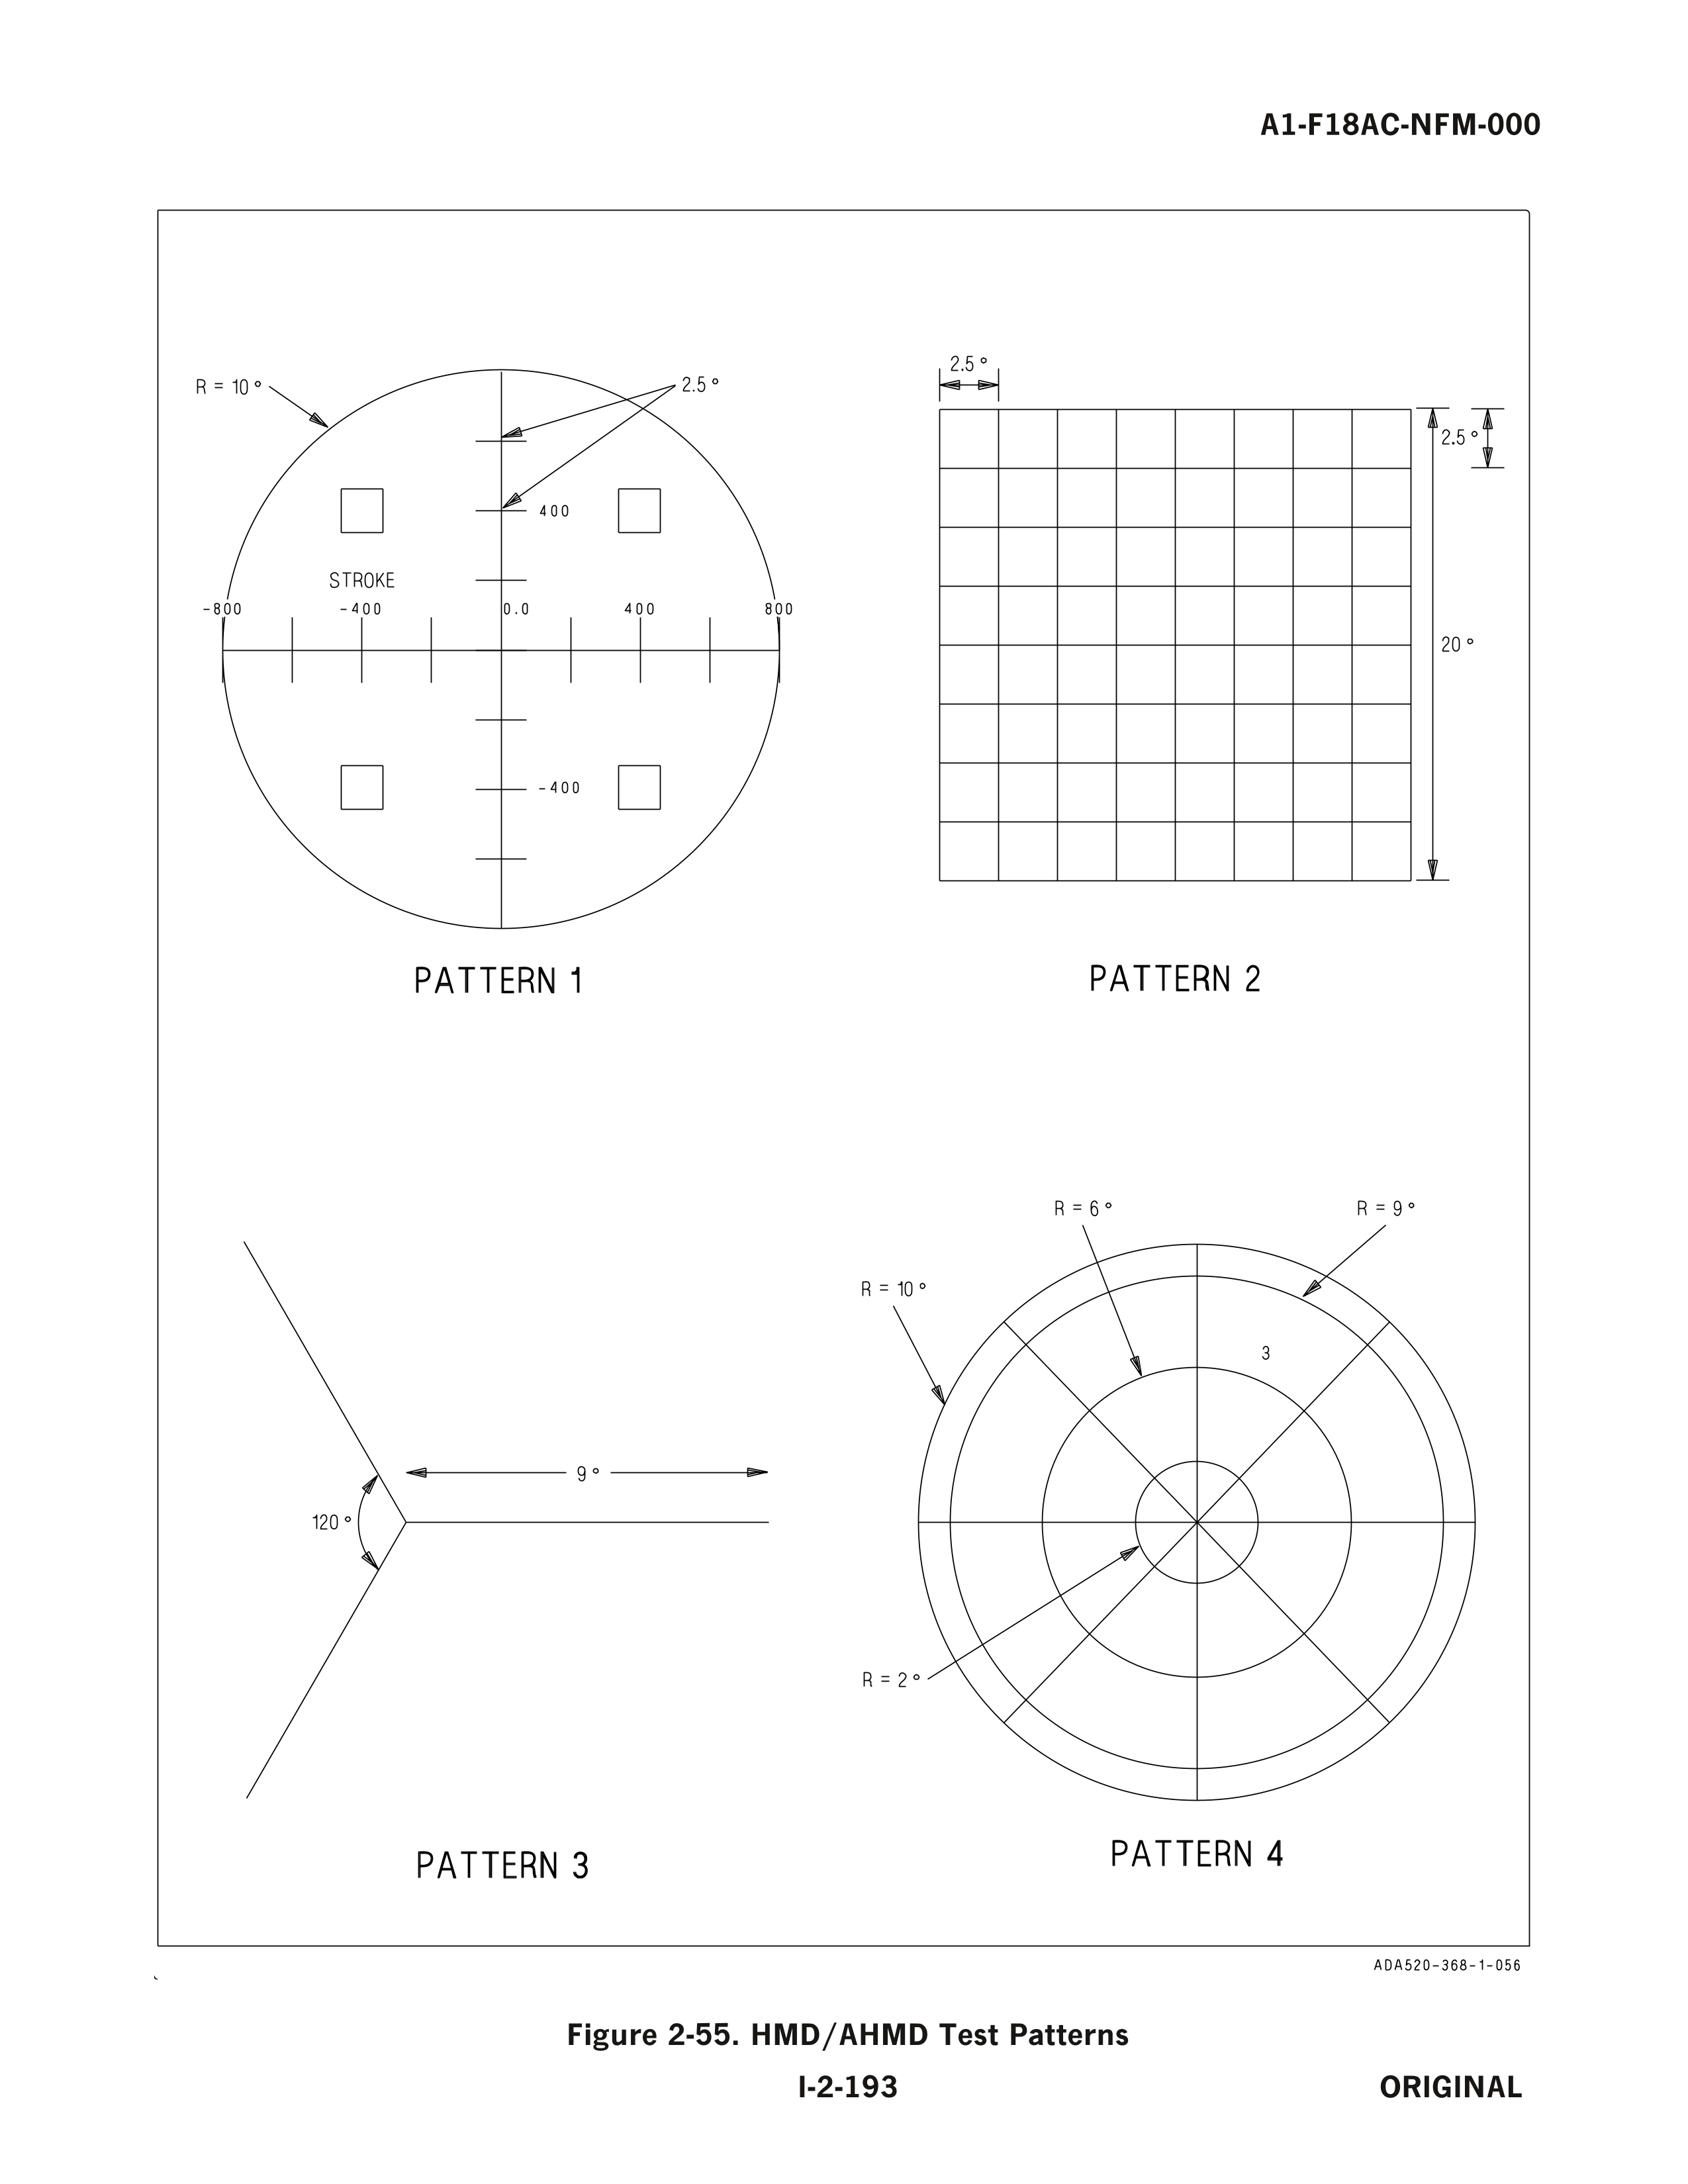 A1-F18AC-NFM-000
R = 10°
2.5°
400
STROKE
-800 -400 0.0 400 800
-400
PATTERN 1
2.5°
2.5°
20°
PATTERN 2
9°
120°
PATTERN 3
R = 6°
R = 9°
R = 10°
3
R = 2°
PATTERN 4
ADA520-368-1-056
Figure 2-55. HMD/AHMD Test Patterns
I-2-193
ORIGINAL